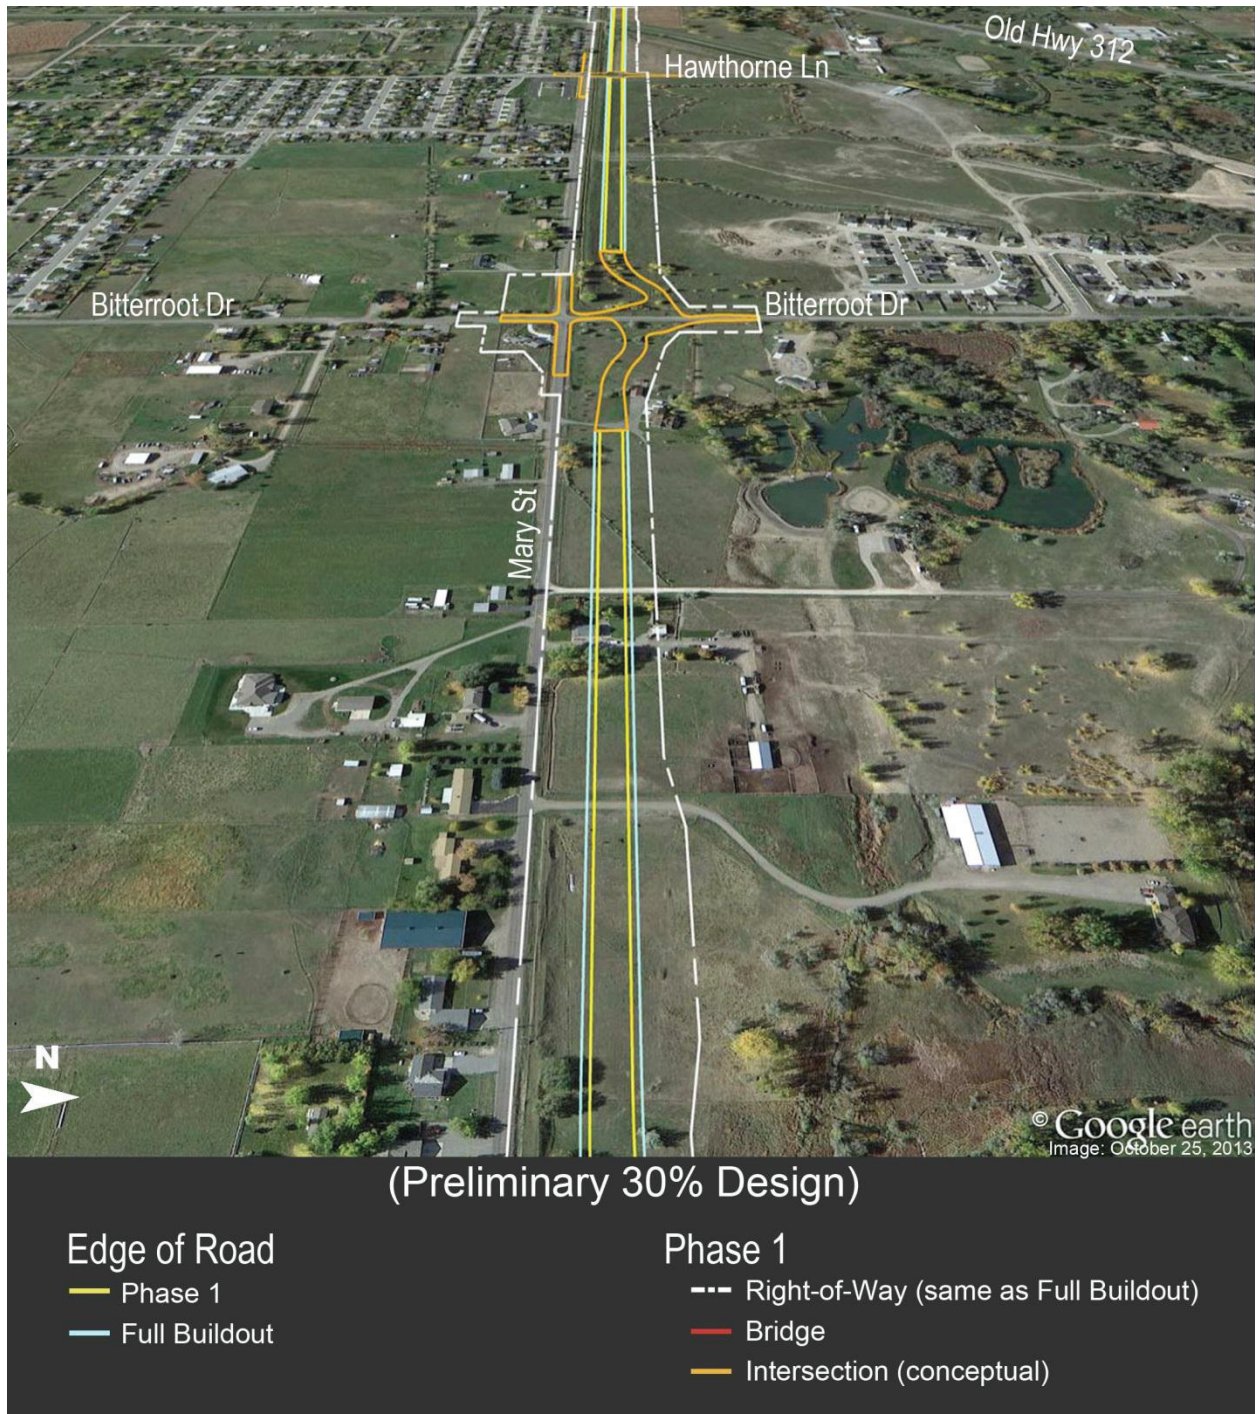 Old Hwy 312
Hawthorne Ln
Bitterroot Dr
Bitterroot Dr
Mary St
N
© Google earth
Image: October 25, 2013
(Preliminary 30% Design)
Edge of Road
Phase 1
Full Buildout
Phase 1
Right-of-Way (same as Full Buildout)
Bridge
Intersection (conceptual)